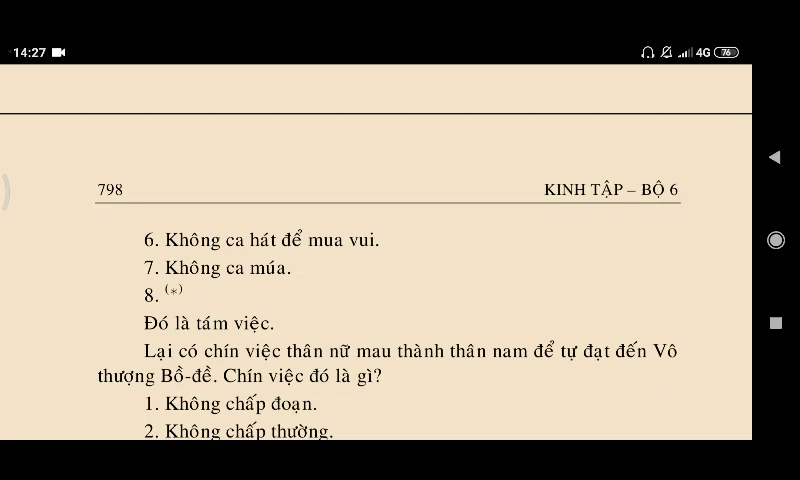 14:27 4G 76
798 KINH TẬP – BỘ 6
6. Không ca hát để mua vui.
7. Không ca múa.
8. (*)
Đó là tám việc.
Lại có chín việc thân nữ mau thành thân nam để tự đạt đến Vô
thượng Bồ-đề. Chín việc đó là gì?
1. Không chấp đoạn.
2. Không chấp thường.